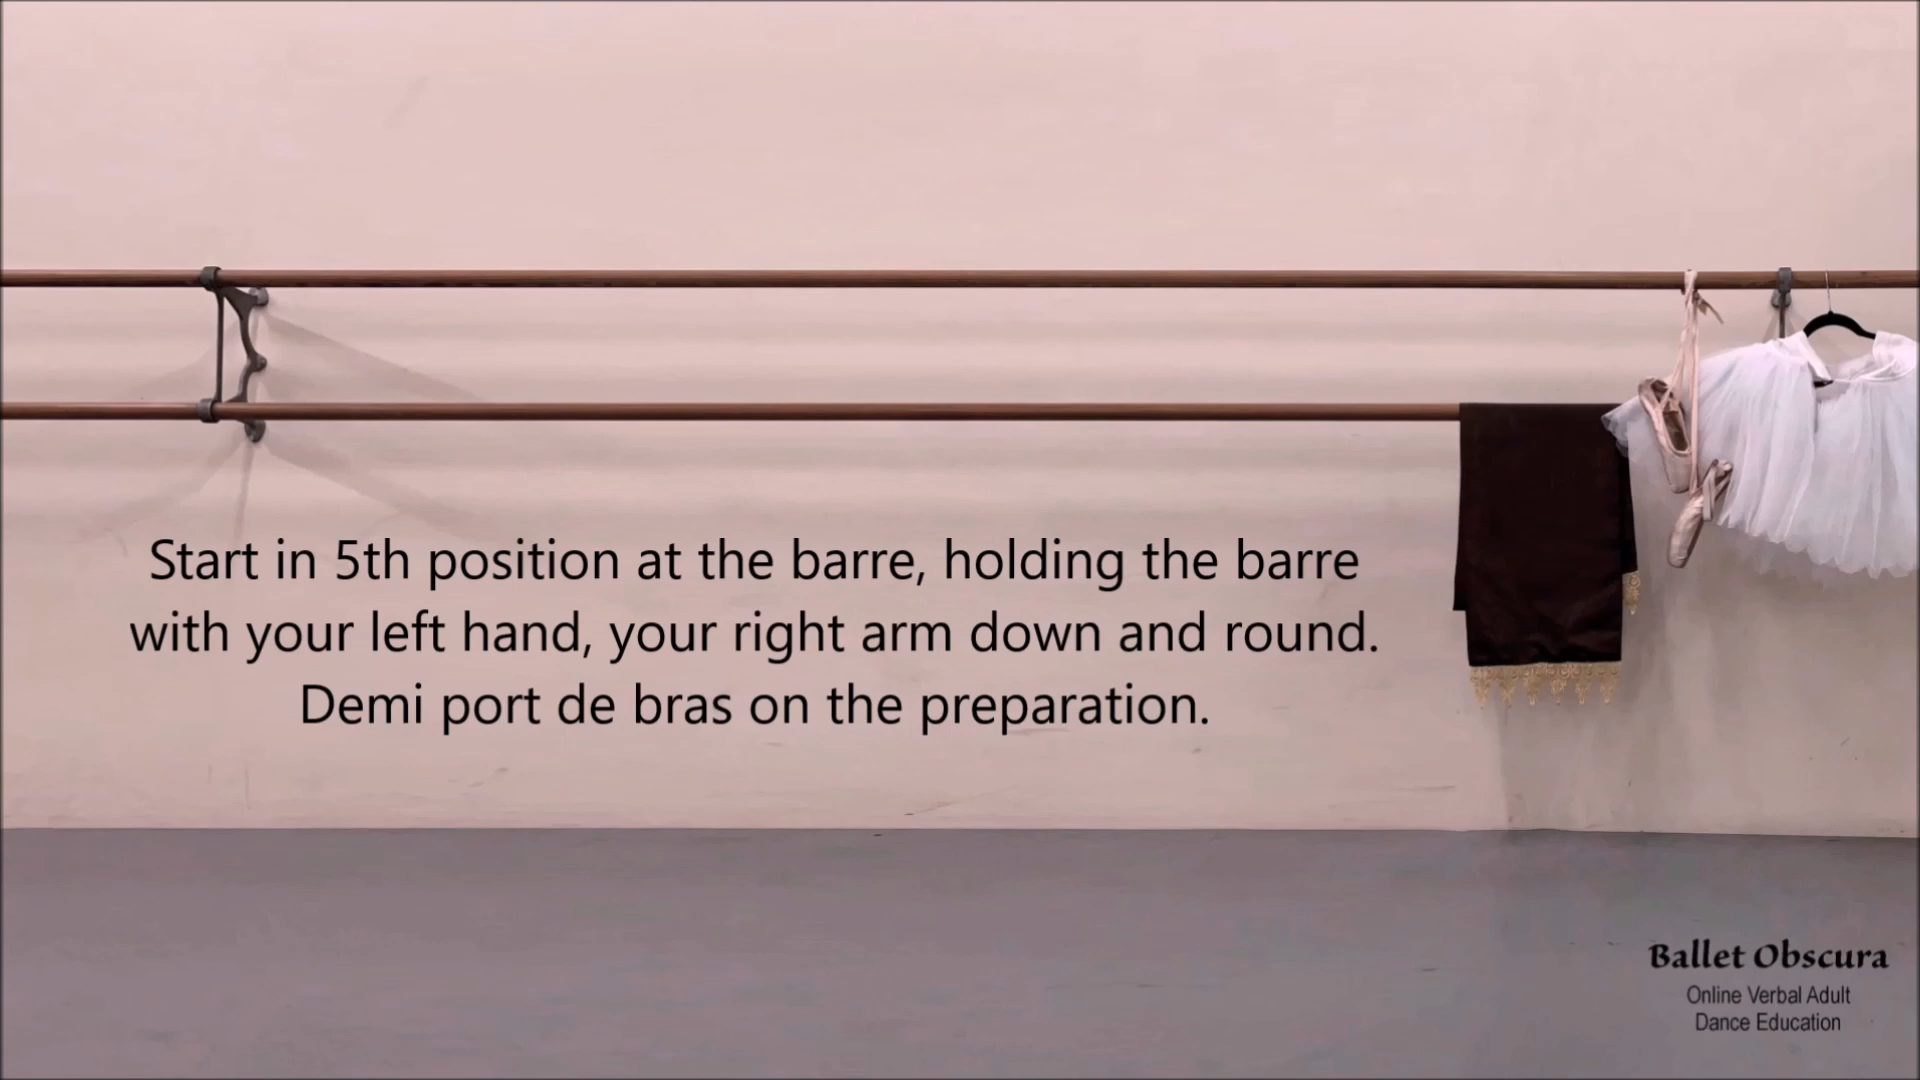 Start in 5th position at the barre, holding the barre
with your left hand, your right arm down and round.
Demi port de bras on the preparation.
Ballet Obscura
Online Verbal Adult
Dance Education